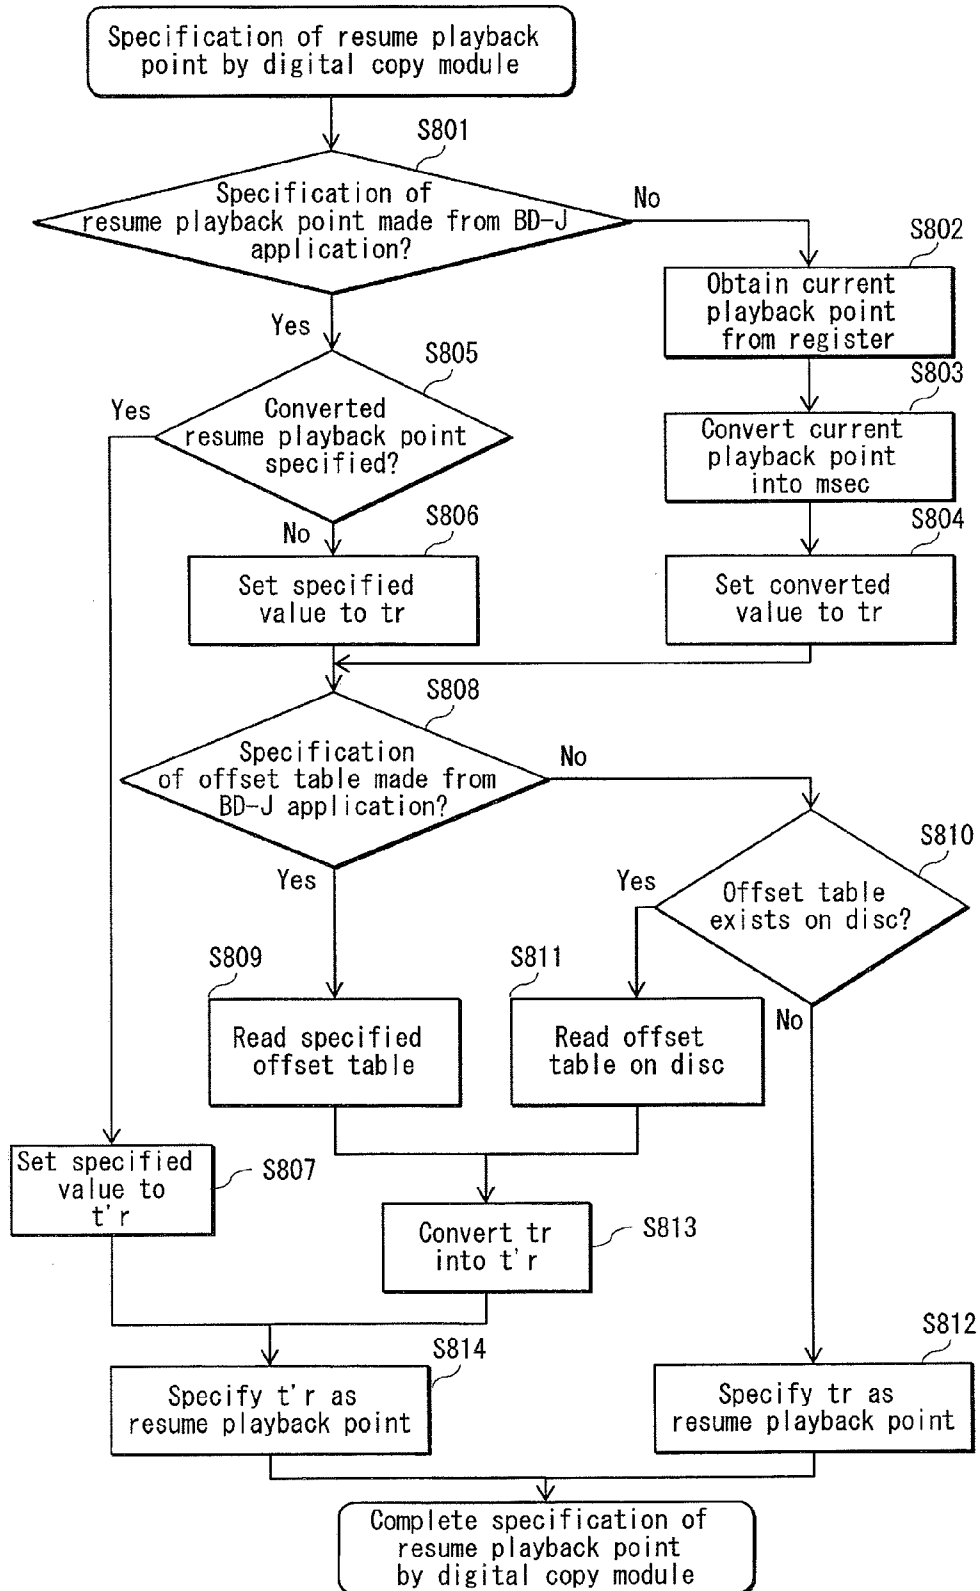 Specification of resume playback
point by digital copy module
S801
Specification of
resume playback point made from BD-J
application?
No
S802
Obtain current
playback point
from register
Yes
S805
S803
Yes
Converted
resume playback point
specified?
Convert current
playback point
into msec
No
S806
S804
Set specified
value to tr
Set converted
value to tr
S808
Specification
of offset table made from
BD-J application?
No
S810
Yes
Yes
Offset table
exists on disc?
S809
S811
No
Read specified
offset table
Read offset
table on disc
Set specified
value to
t'r
S807
Convert tr
into t'r
S813
S814
S812
Specify t'r as
resume playback point
Specify tr as
resume playback point
Complete specification of
resume playback point
by digital copy module